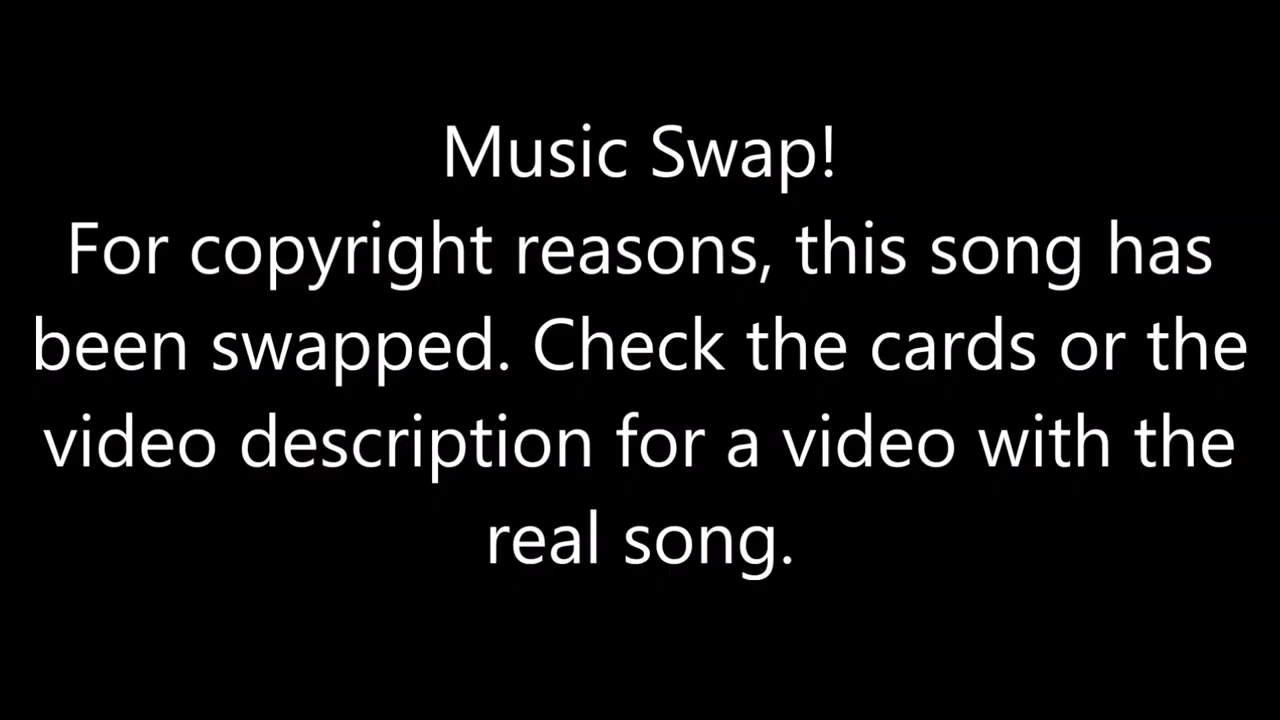 Music Swap!
For copyright reasons, this song has
been swapped. Check the cards or the
video description for a video with the
real song.